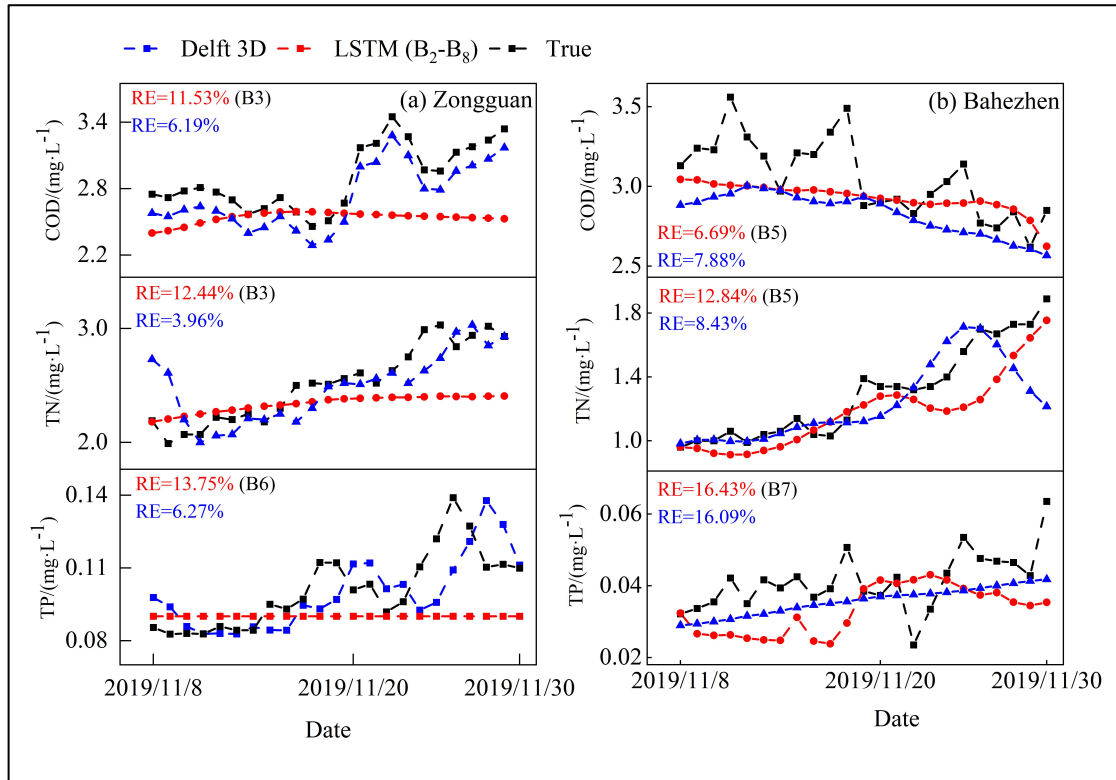 Delft 3D LSTM (B₂-B₈) True
(a) Zongguan
RE=11.53% (B3)
RE=6.19%
COD/(mg·L⁻¹)
3.4
2.8
2.2
RE=12.44% (B3)
RE=3.96%
TN/(mg·L⁻¹)
3.0
2.0
RE=13.75% (B6)
RE=6.27%
TP/(mg·L⁻¹)
0.14
0.11
0.08
2019/11/8 2019/11/20 2019/11/30
Date
(b) Bahezhen
COD/(mg·L⁻¹)
3.5
3.0
2.5
RE=6.69% (B5)
RE=7.88%
RE=12.84% (B5)
RE=8.43%
TN/(mg·L⁻¹)
1.8
1.4
1.0
RE=16.43% (B7)
RE=16.09%
TP/(mg·L⁻¹)
0.06
0.04
0.02
2019/11/8 2019/11/20 2019/11/30
Date